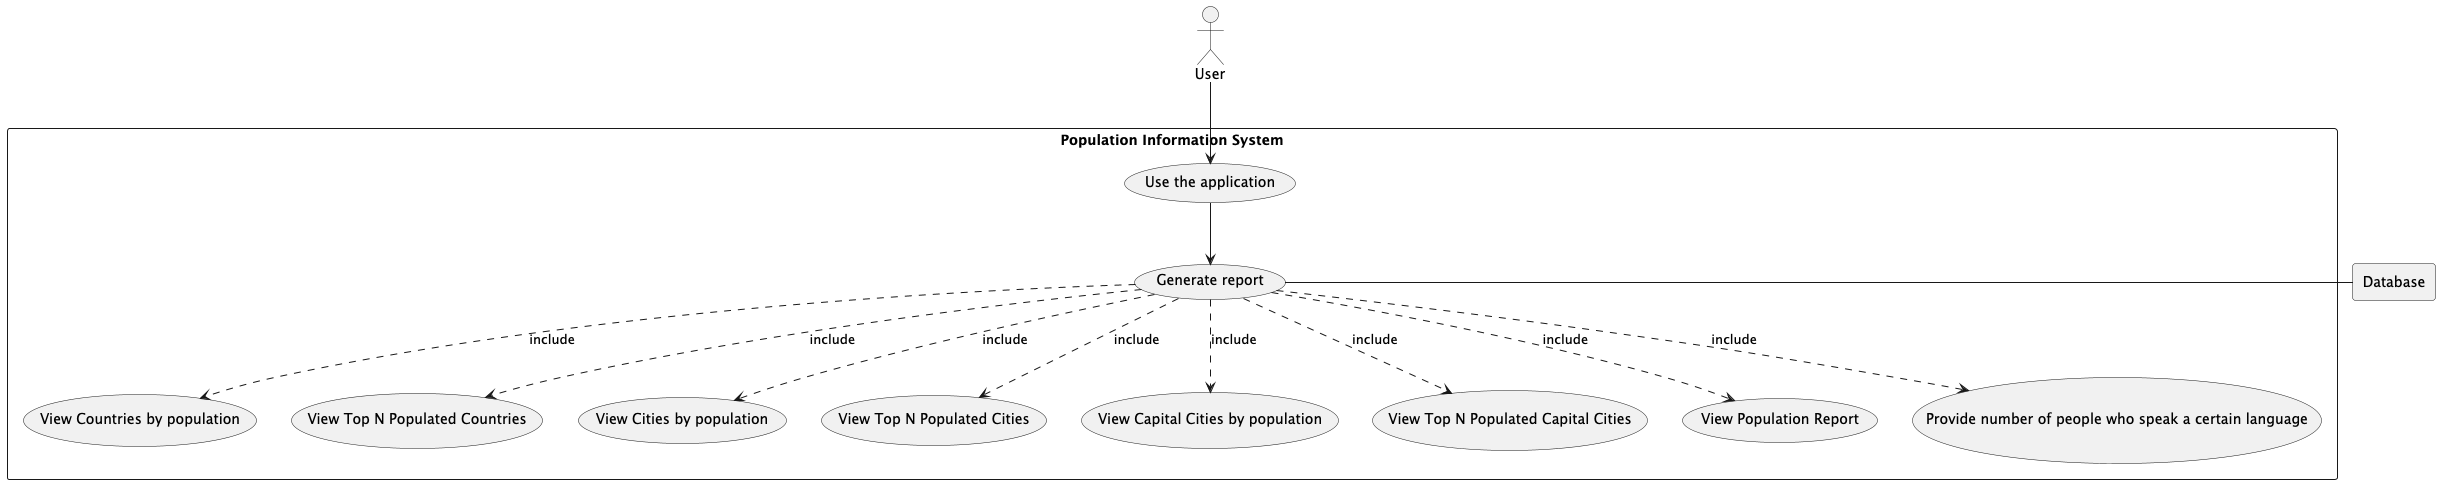 User
Population Information System
Use the application
Generate report
Database
include
include
include
include
include
include
include
include
View Countries by population
View Top N Populated Countries
View Cities by population
View Top N Populated Cities
View Capital Cities by population
View Top N Populated Capital Cities
View Population Report
Provide number of people who speak a certain language